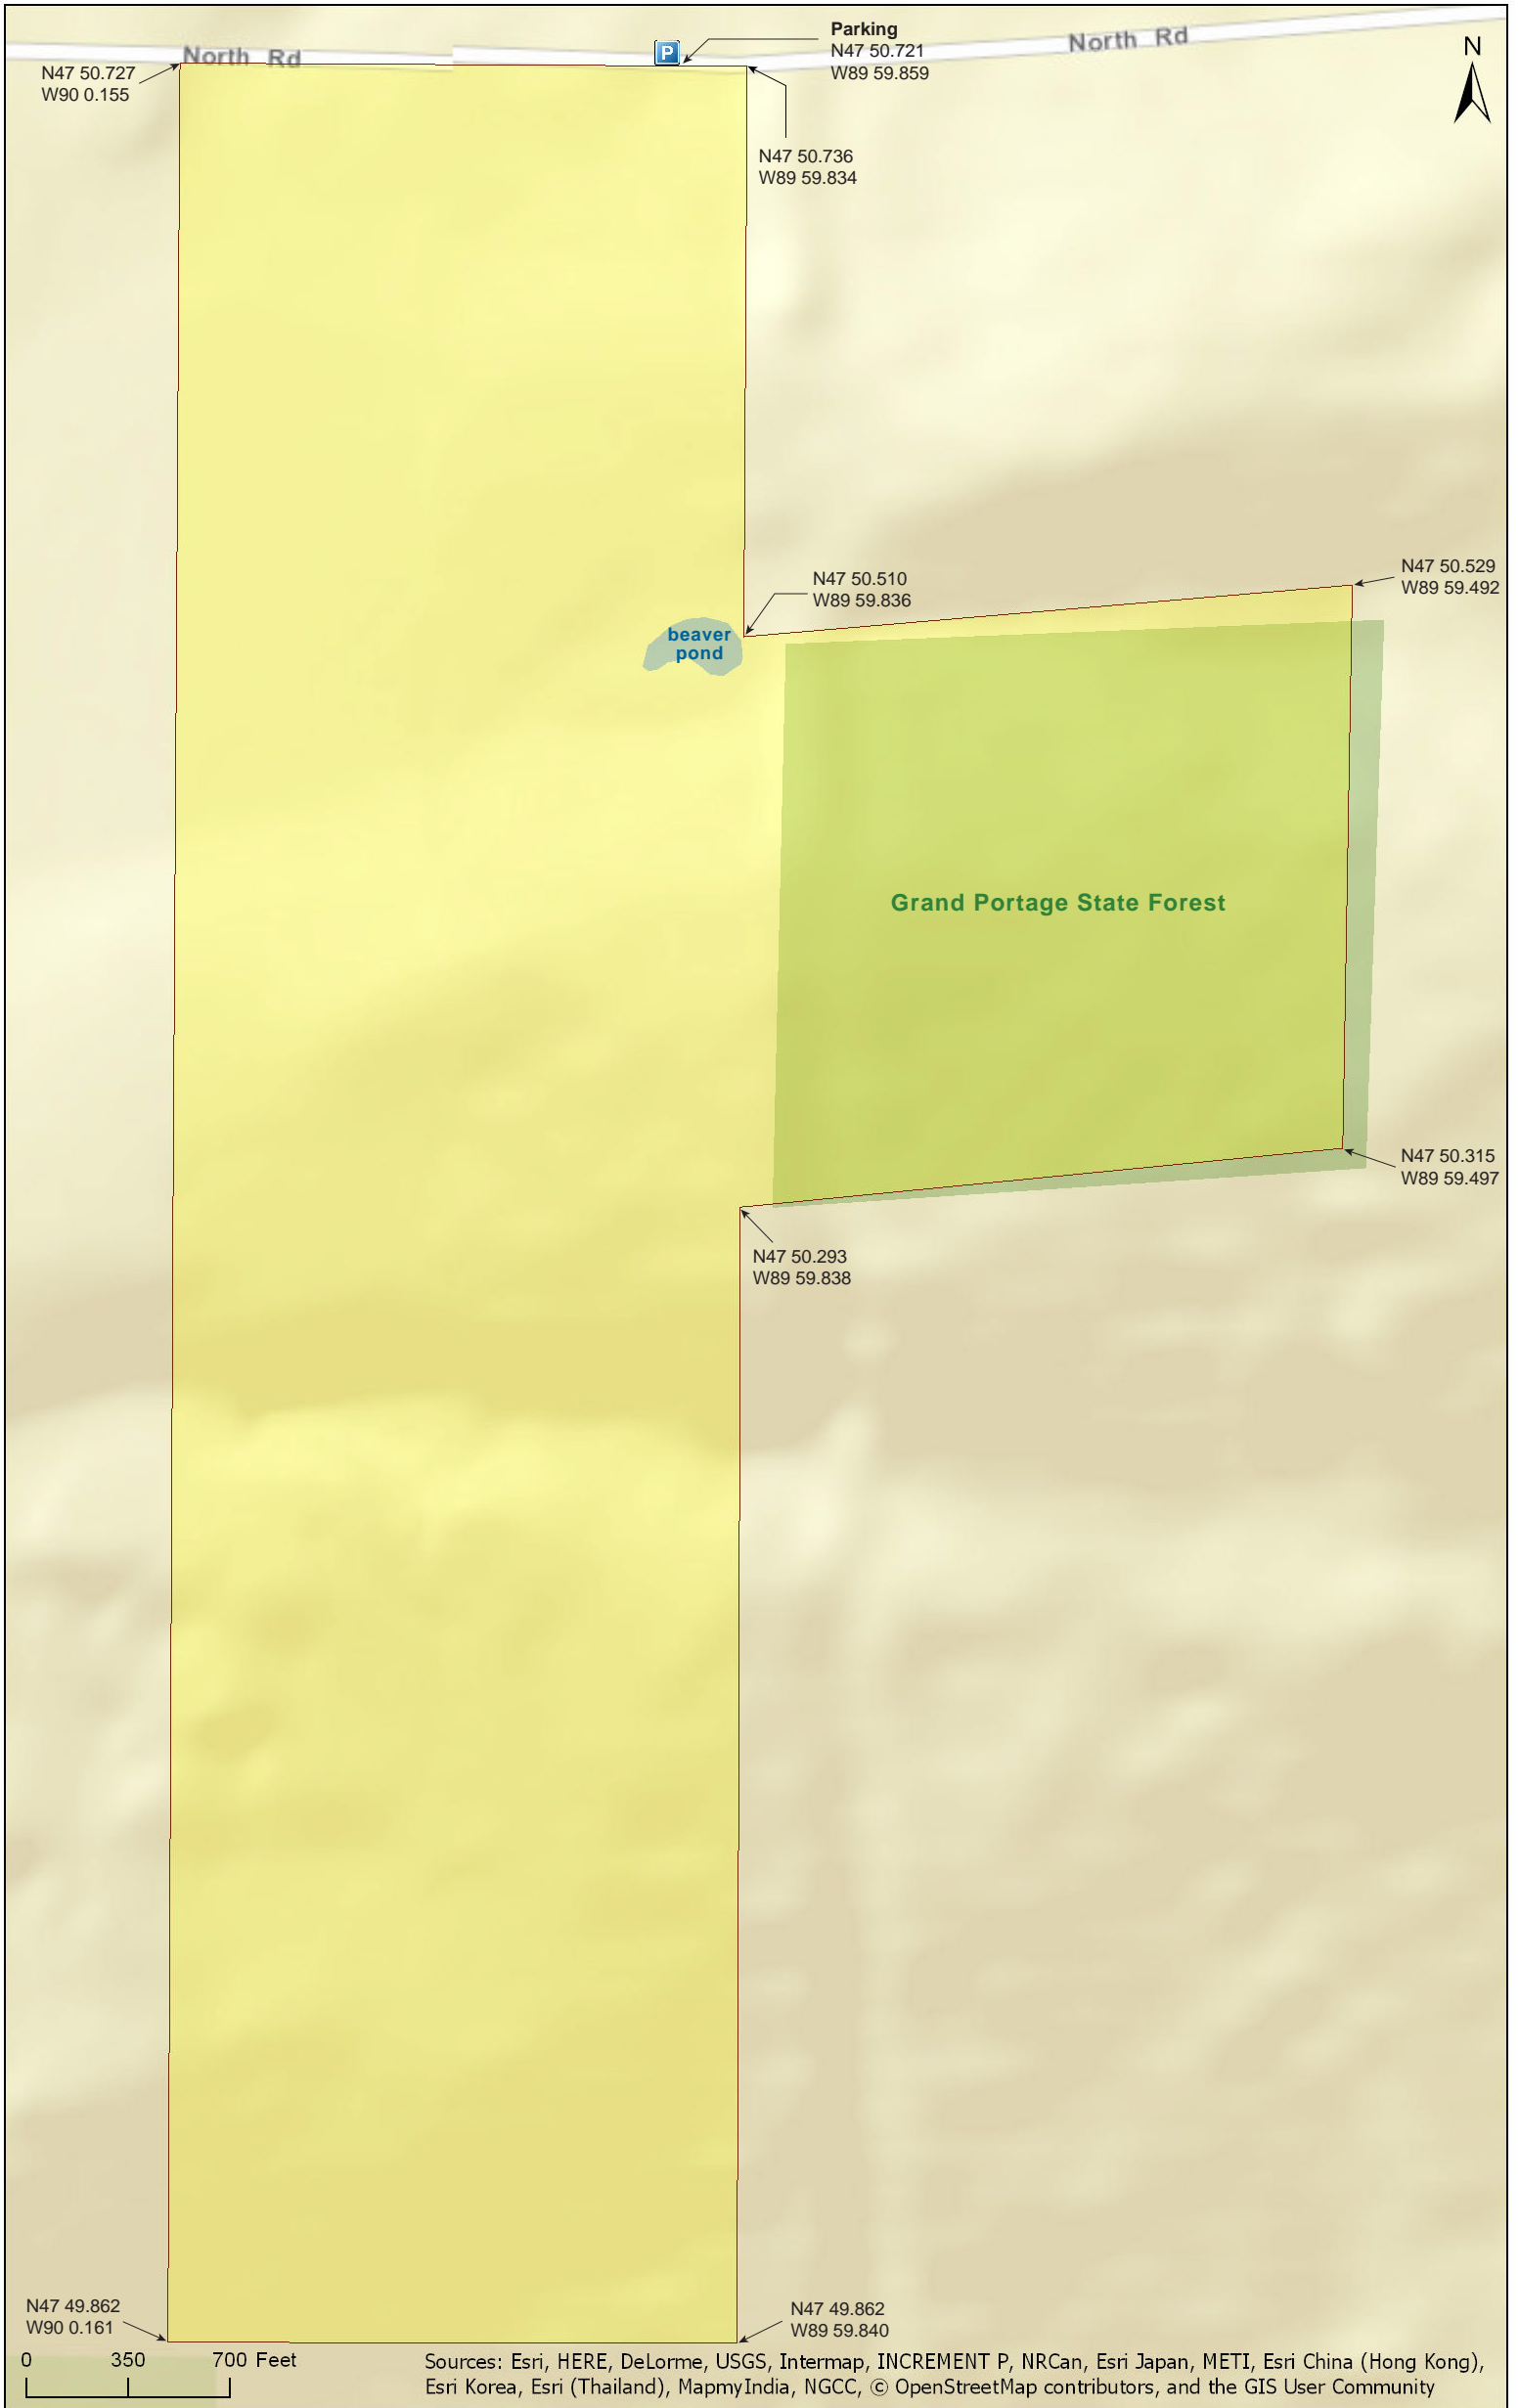 Parking
N47 50.721
W89 59.859
North Rd
P
North Rd
N
N47 50.727
W90 0.155
N47 50.736
W89 59.834
N47 50.510
W89 59.836
N47 50.529
W89 59.492
beaver
pond
Grand Portage State Forest
N47 50.315
W89 59.497
N47 50.293
W89 59.838
N47 49.862
W90 0.161
N47 49.862
W89 59.840
0 350 700 Feet
Sources: Esri, HERE, DeLorme, USGS, Intermap, INCREMENT P, NRCan, Esri Japan, METI, Esri China (Hong Kong),
Esri Korea, Esri (Thailand), MapmyIndia, NGCC, © OpenStreetMap contributors, and the GIS User Community